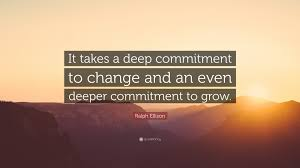 It takes a deep commitment
to change and an even
deeper commitment to grow.
Ralph Ellison